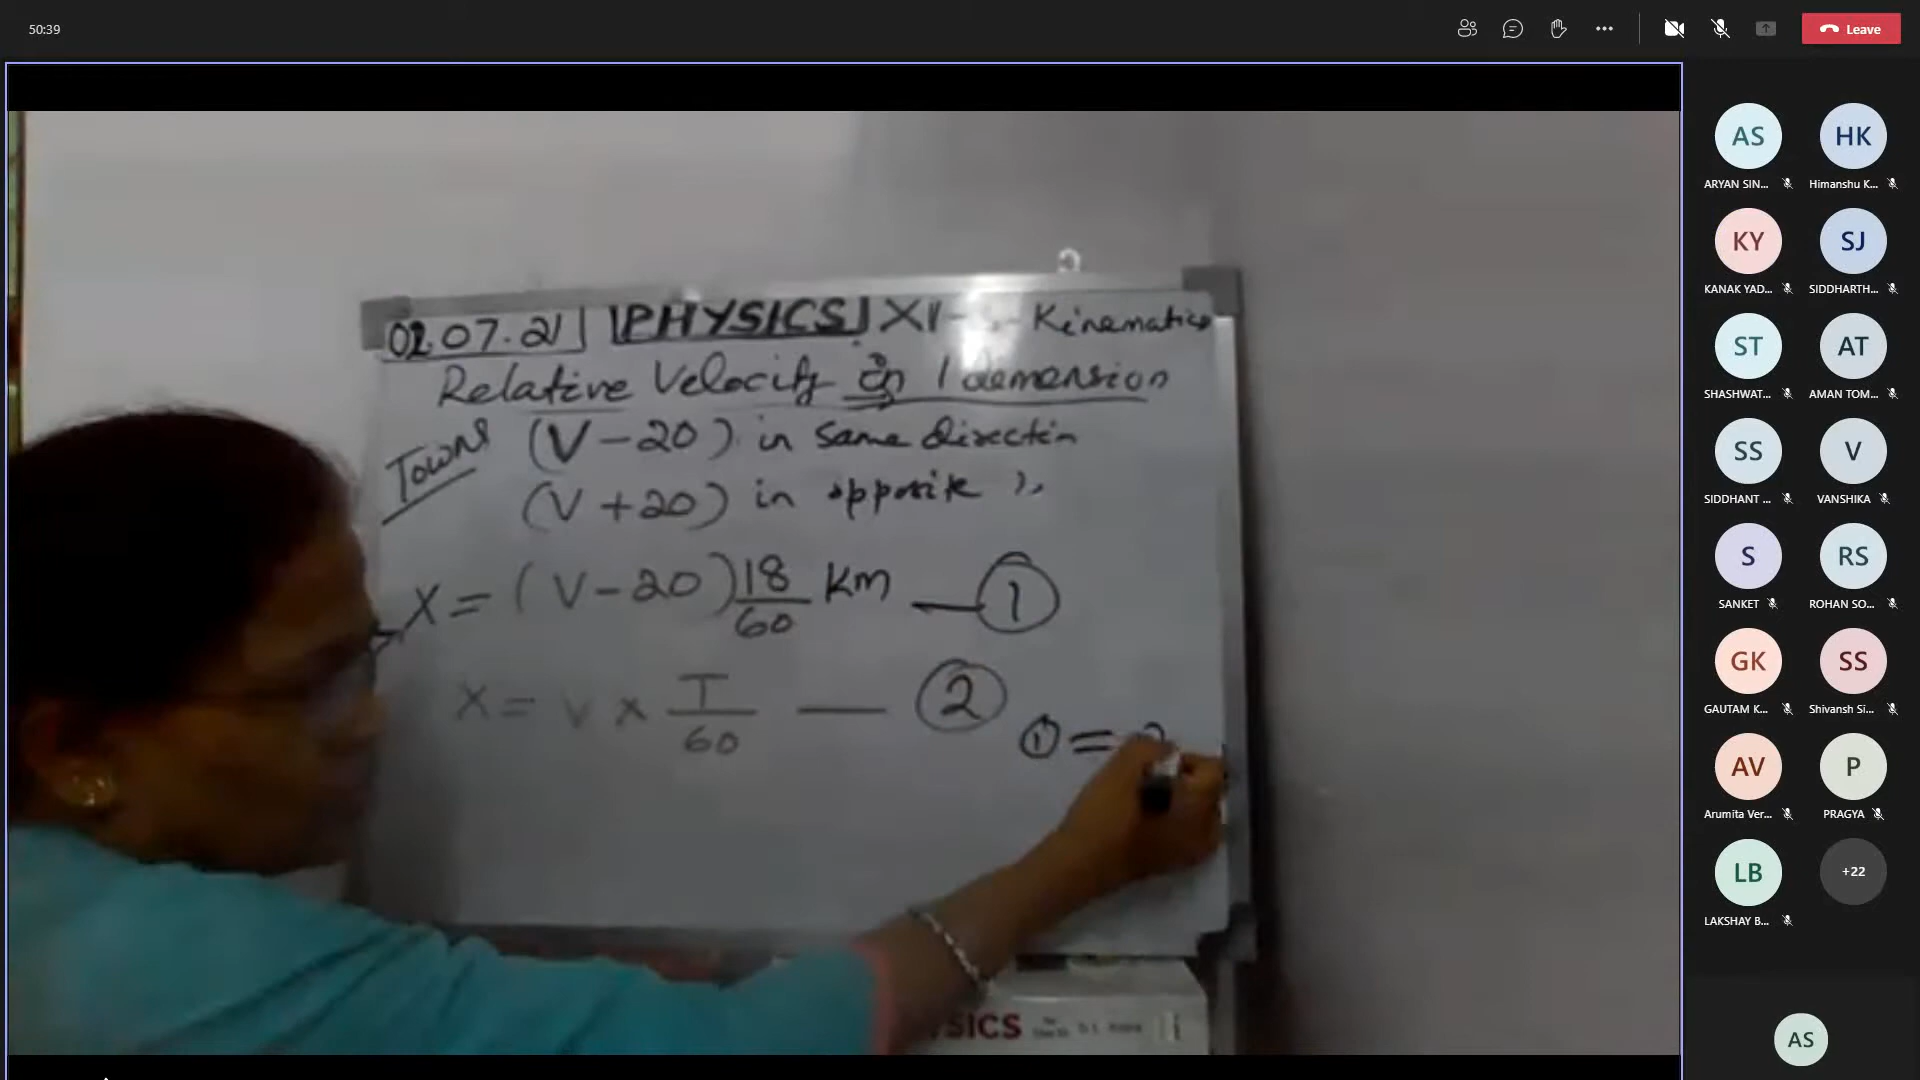 50:39
Leave
02.07.21 PHYSICS XI - Kinematics
Relative Velocity in 1 demension
Towns (V - 20) in same directin
(V + 20) in opposite ''
X = (V - 20) 18/60 Km — 1
X = V × T/60 — 2
1 = 2
SICS
AS
HK
ARYAN SIN...
Himanshu K...
KY
SJ
KANAK YAD...
SIDDHARTH...
ST
AT
SHASHWAT...
AMAN TOM...
SS
V
SIDDHANT ...
VANSHIKA
S
RS
SANKET
ROHAN SO...
GK
SS
GAUTAM K...
Shivansh Si...
AV
P
Arumita Ver...
PRAGYA
LB
+22
LAKSHAY B...
AS